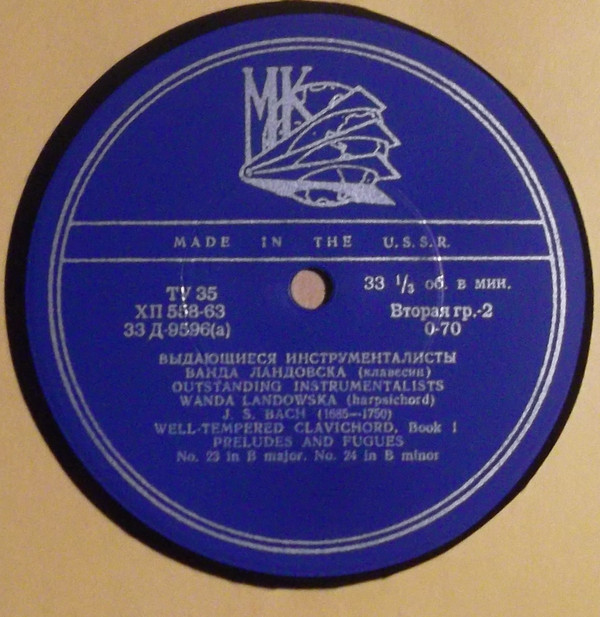 МК
MADE IN THE U.S.S.R.
33 1/3 об. в мин.
ТУ 35
ХП 558-63
33 Д-9596(а)
Вторая гр.-2
0-70
ВЫДАЮЩИЕСЯ ИНСТРУМЕНТАЛИСТЫ
ВАНДА ЛАНДОВСКА (клавесин)
OUTSTANDING INSTRUMENTALISTS
WANDA LANDOWSKA (harpsichord)
J. S. BACH (1685—1750)
WELL-TEMPERED CLAVICHORD, Book I
PRELUDES AND FUGUES
No. 23 in B major. No. 24 in B minor